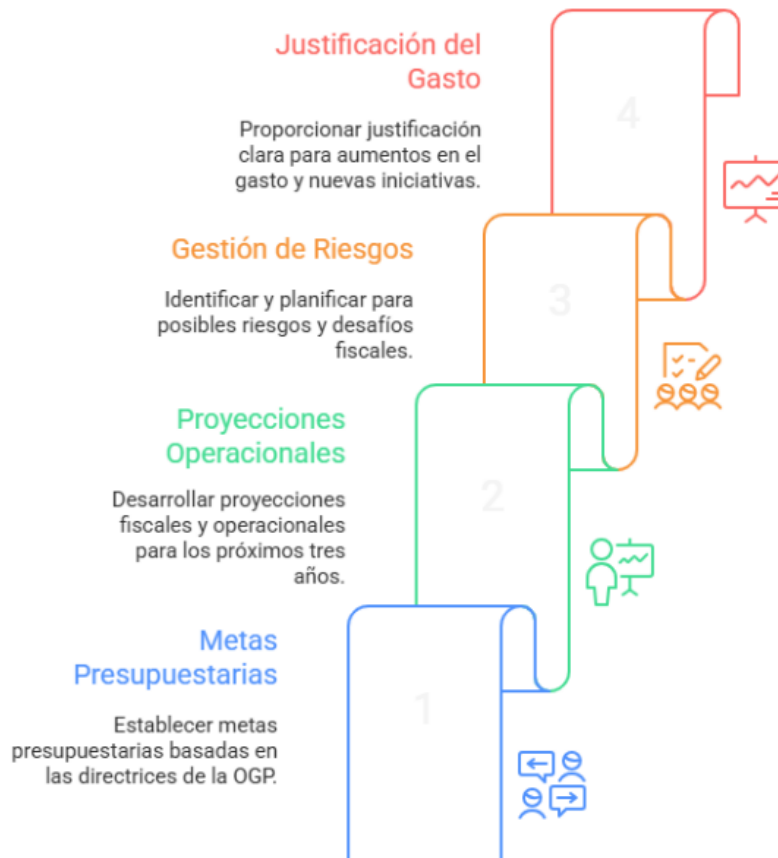 Justificación del
Gasto
Proporcionar justificación
clara para aumentos en el
gasto y nuevas iniciativas.
4
Gestión de Riesgos
Identificar y planificar para
posibles riesgos y desafíos
fiscales.
3
Proyecciones
Operacionales
Desarrollar proyecciones
fiscales y operacionales
para los próximos tres
años.
2
Metas
Presupuestarias
Establecer metas
presupuestarias basadas en
las directrices de la OGP.
1